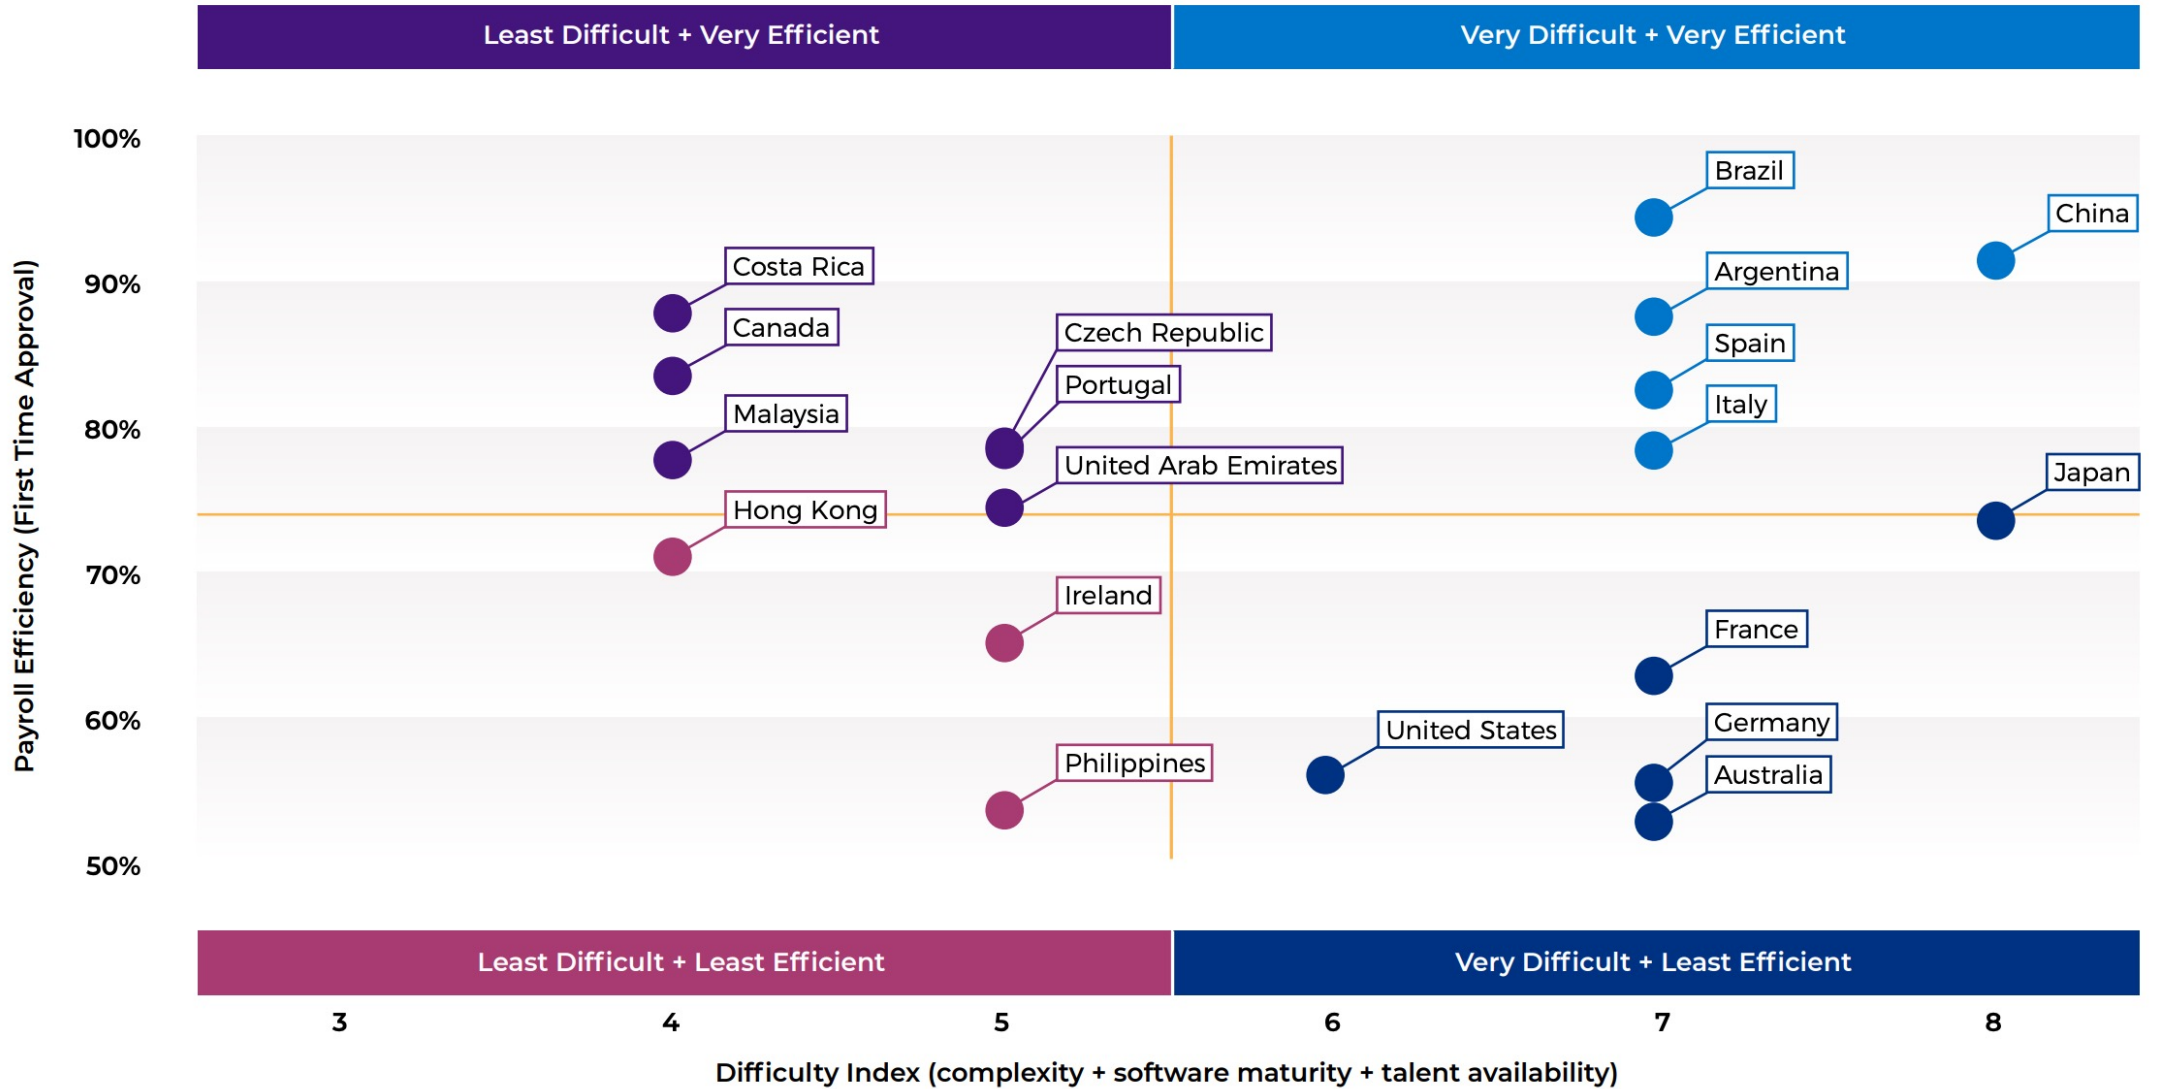 Least Difficult + Very Efficient
Very Difficult + Very Efficient
Payroll Efficiency (First Time Approval)
100%
90%
80%
70%
60%
50%
Brazil
China
Costa Rica
Argentina
Canada
Czech Republic
Spain
Portugal
Malaysia
Italy
United Arab Emirates
Japan
Hong Kong
Ireland
France
Germany
United States
Philippines
Australia
Least Difficult + Least Efficient
Very Difficult + Least Efficient
3
4
5
6
7
8
Difficulty Index (complexity + software maturity + talent availability)